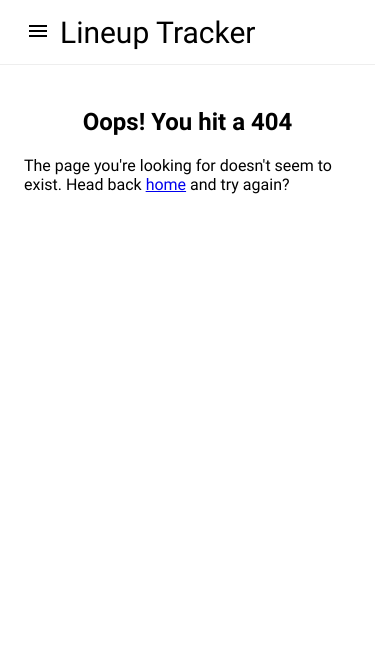 Lineup Tracker
Oops! You hit a 404
The page you're looking for doesn't seem to
exist. Head back home and try again?